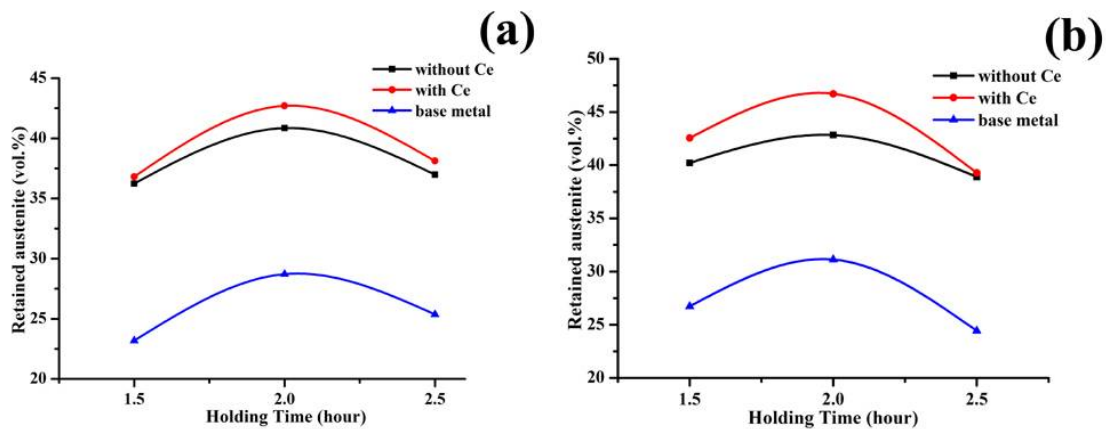 (a)
without Ce
with Ce
base metal
45
40
35
30
25
20
Retained austenite (vol.%)
1.5
2.0
2.5
Holding Time (hour)
(b)
without Ce
with Ce
base metal
50
45
40
35
30
25
20
Retained austenite (vol.%)
1.5
2.0
2.5
Holding Time (hour)